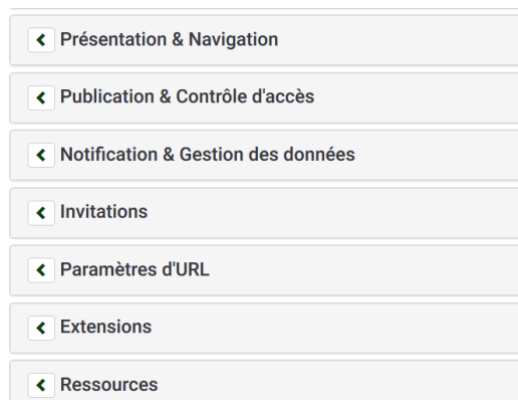 Présentation & Navigation
Publication & Contrôle d'accès
Notification & Gestion des données
Invitations
Paramètres d'URL
Extensions
Ressources